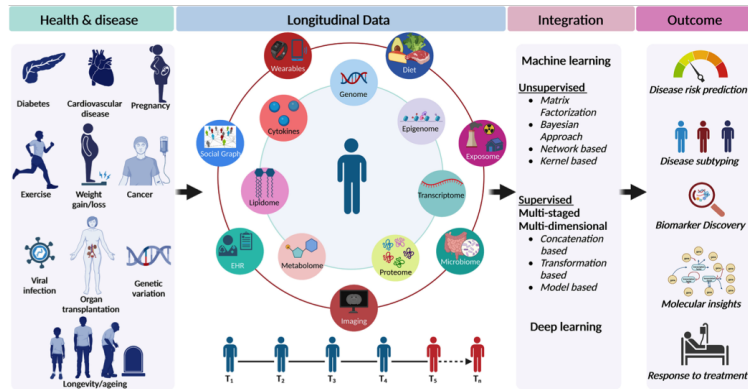 Health & disease
Diabetes
Cardiovascular
disease
Pregnancy
Exercise
Weight
gain/loss
Cancer
Viral
infection
Organ
transplantation
Genetic
variation
Longevity/ageing
Longitudinal Data
Wearables
Diet
Genome
Cytokines
Epigenome
Social Graph
Exposome
Lipidome
Transcriptome
EHR
Metabolome
Proteome
Microbiome
Imaging
T1
T2
T3
T4
T5
Tn
Integration
Machine learning
Unsupervised
• Matrix
Factorization
• Bayesian
Approach
• Network based
• Kernel based
Supervised
Multi-staged
Multi-dimensional
• Concatenation
based
• Transformation
based
• Model based
Deep learning
Outcome
Disease risk prediction
Disease subtyping
Biomarker Discovery
Molecular insights
Response to treatment